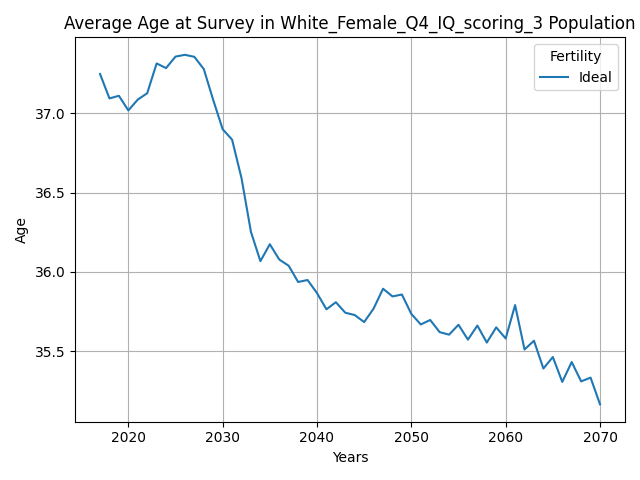 Average Age at Survey in White_Female_Q4_IQ_scoring_3 Population
Fertility
Ideal
37.0
36.5
36.0
35.5
Age
2020 2030 2040 2050 2060 2070
Years